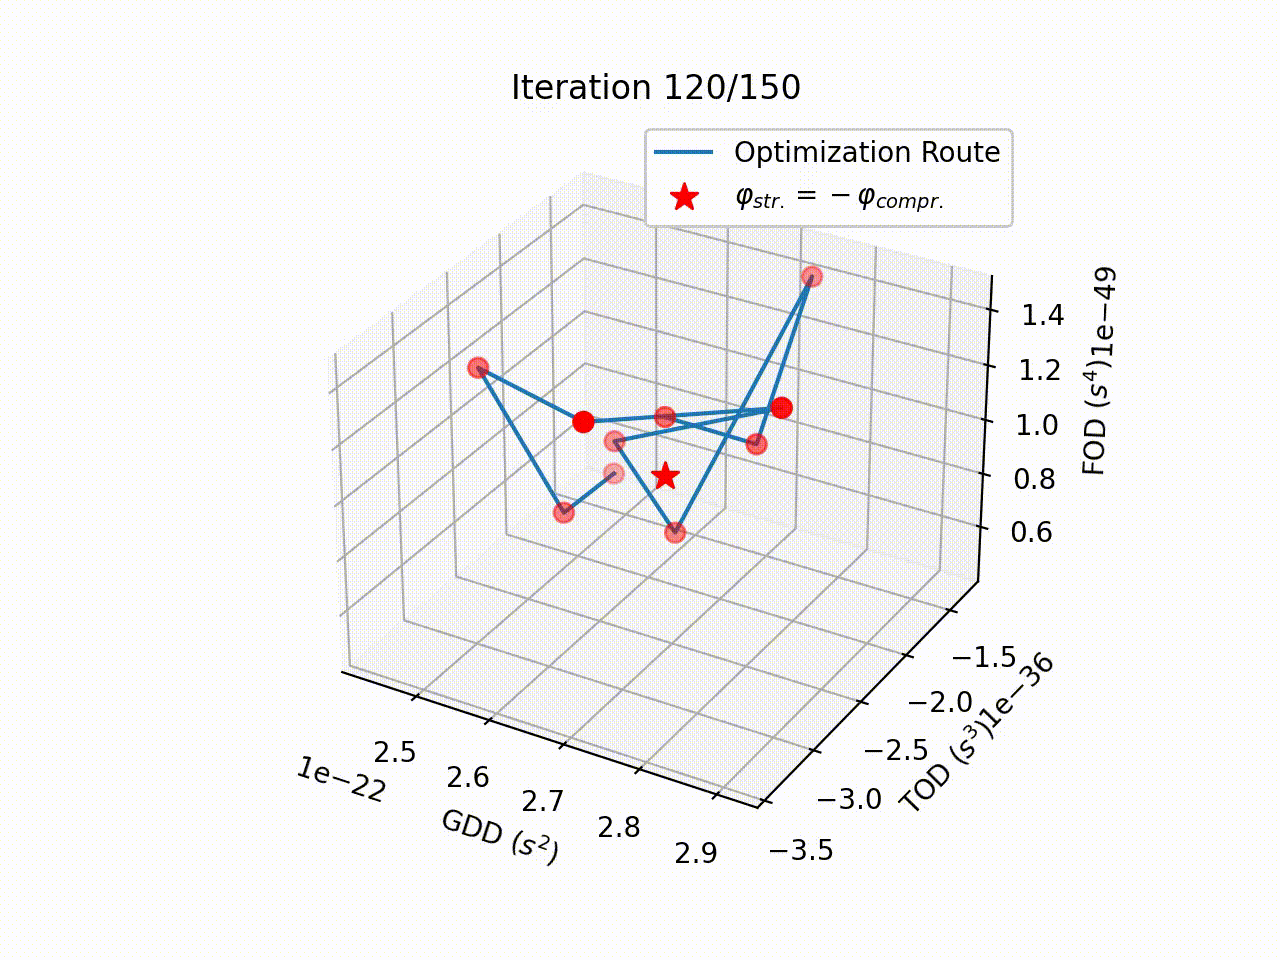 Iteration 120/150
Optimization Route
φstr. = −φcompr.
1.4
1.2
1.0
0.8
0.6
FOD (s⁴)1e−49
−1.5
−2.0
−2.5
−3.0
−3.5
TOD (s³)1e−36
2.5
2.6
2.7
2.8
2.9
1e−22
GDD (s²)